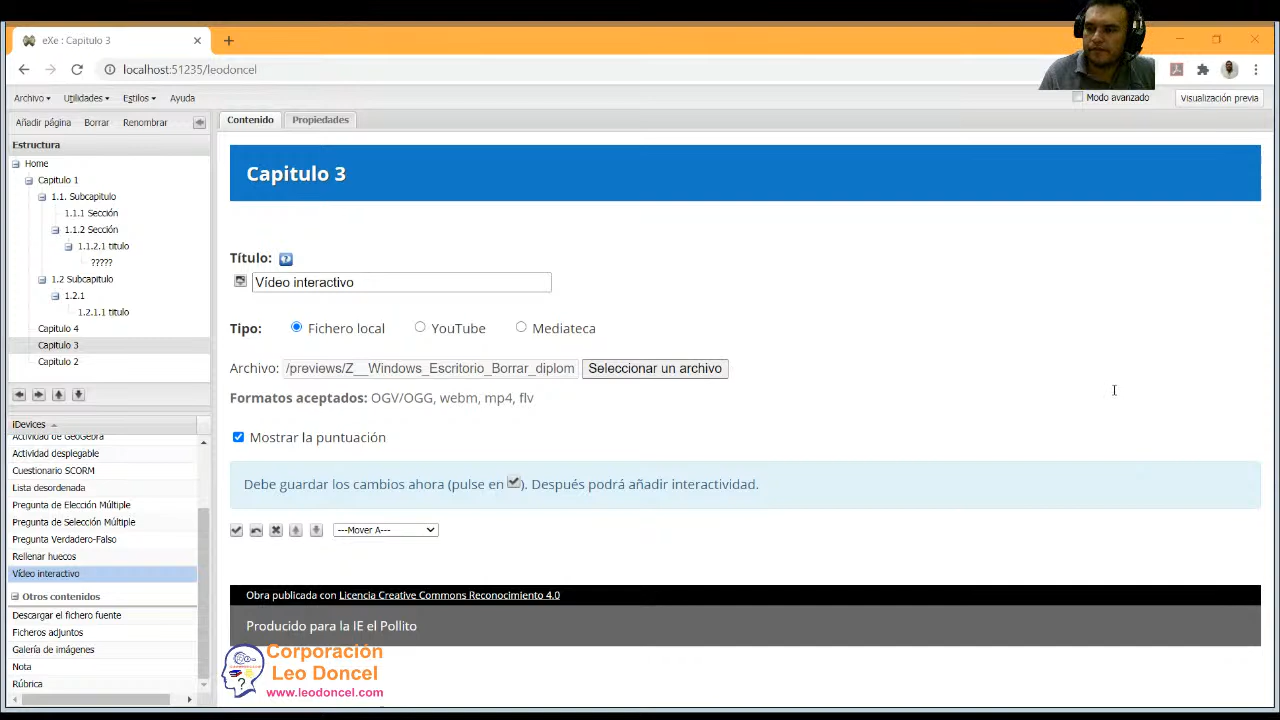 eXe : Capitulo 3
localhost:51235/leodoncel
Archivo
Utilidades
Estilos
Ayuda
Modo avanzado
Visualización previa
Añadir página
Borrar
Renombrar
Contenido
Propiedades
Estructura
Home
Capitulo 1
1.1. Subcapitulo
1.1.1 Sección
1.1.2 Sección
1.1.2.1 titulo
?????
1.2 Subcapitulo
1.2.1
1.2.1.1 titulo
Capitulo 4
Capitulo 3
Capitulo 2
iDevices
Actividad de GeoGebra
Actividad desplegable
Cuestionario SCORM
Lista desordenada
Pregunta de Elección Múltiple
Pregunta de Selección Múltiple
Pregunta Verdadero-Falso
Rellenar huecos
Vídeo interactivo
Otros contenidos
Descargar el fichero fuente
Ficheros adjuntos
Galería de imágenes
Nota
Rúbrica
Capitulo 3
Título:
Vídeo interactivo
Tipo: Fichero local YouTube Mediateca
Archivo: /previews/Z__Windows_Escritorio_Borrar_diplom Seleccionar un archivo
Formatos aceptados: OGV/OGG, webm, mp4, flv
Mostrar la puntuación
Debe guardar los cambios ahora (pulse en ). Después podrá añadir interactividad.
---Mover A---
Obra publicada con Licencia Creative Commons Reconocimiento 4.0
Producido para la IE el Pollito
Corporación
Leo Doncel
www.leodoncel.com